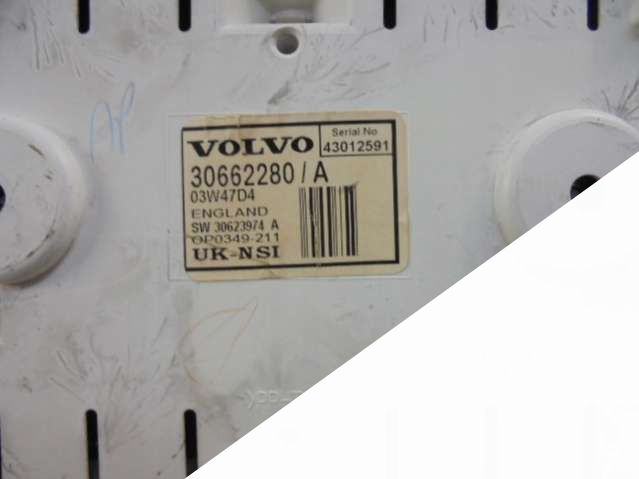 VOLVO
Serial No
43012591
30662280/A
03W47D4
ENGLAND
SW 30623974 A
OP0349-211
UK-NSI